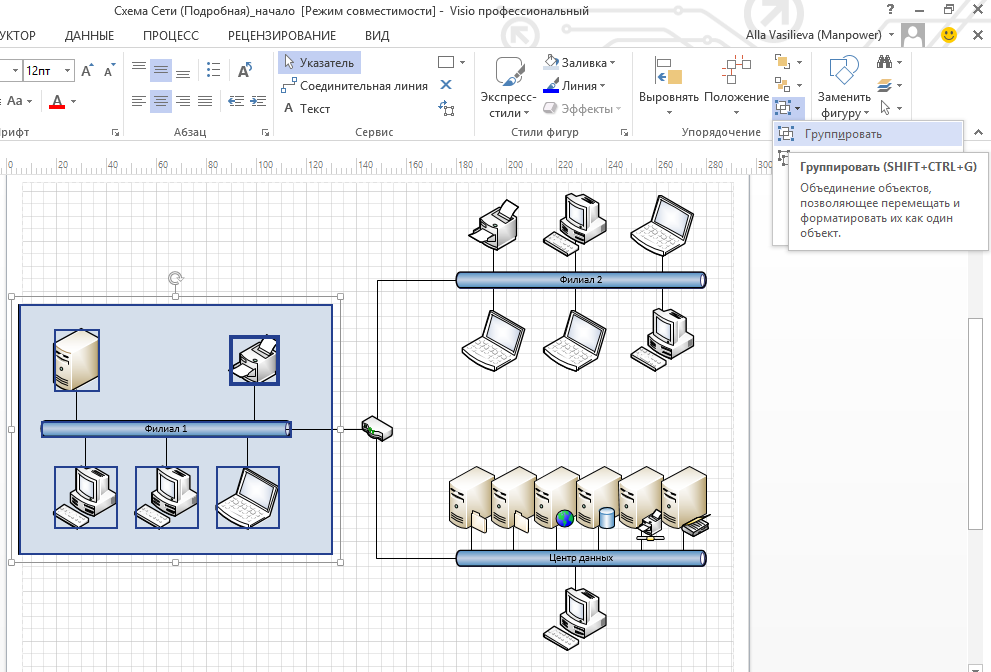 Схема Сети (Подробная)_начало [Режим совместимости] - Visio профессиональный
УКТОР ДАННЫЕ ПРОЦЕСС РЕЦЕНЗИРОВАНИЕ ВИД Alla Vasilieva (Manpower)
12пт A A Указатель
Соединительная линия
Aa A A Текст
Экспресс-
стили
Заливка
Линия
Эффекты
Выровнять Положение
Заменить
фигуру
рифт Абзац Сервис Стили фигур Упорядочение
Группировать
Группировать (SHIFT+CTRL+G)
Объединение объектов,
позволяющее перемещать и
форматировать их как один
объект.
0 20 40 60 80 100 120 140 160 180 200 220 240 260 280 300
Филиал 2
Филиал 1
Центр данных